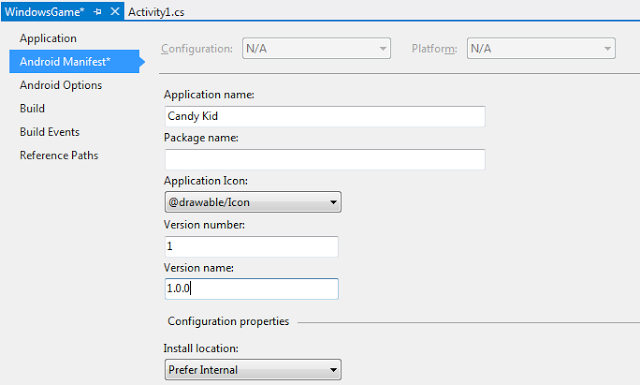 WindowsGame* Activity1.cs
Application
Android Manifest*
Android Options
Build
Build Events
Reference Paths
Configuration: N/A Platform: N/A
Application name:
Candy Kid
Package name:
Application Icon:
@drawable/Icon
Version number:
1
Version name:
1.0.0
Configuration properties
Install location:
Prefer Internal